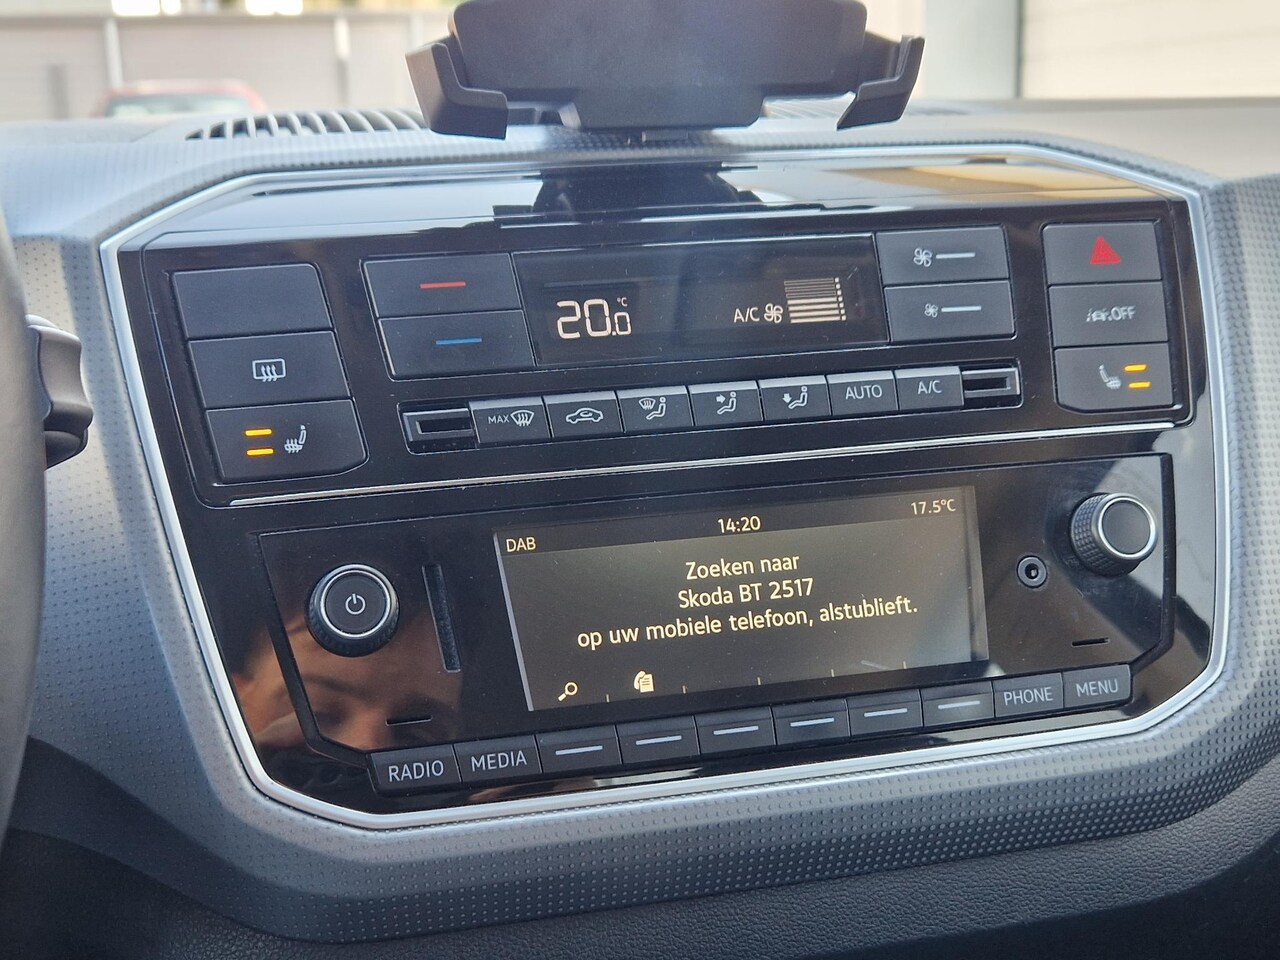 20.0 °C
A/C
OFF
MAX
AUTO
A/C
DAB
14:20
17.5°C
Zoeken naar
Skoda BT 2517
op uw mobiele telefoon, alstublieft.
RADIO
MEDIA
PHONE
MENU